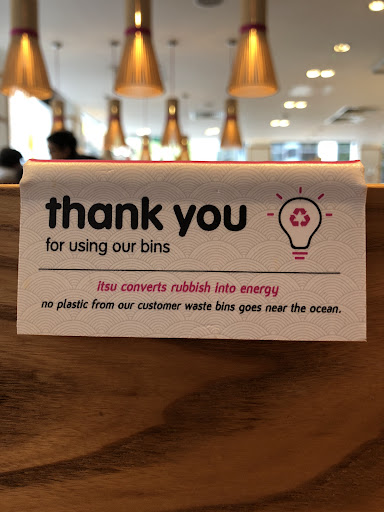 thank you
for using our bins
itsu converts rubbish into energy
no plastic from our customer waste bins goes near the ocean.